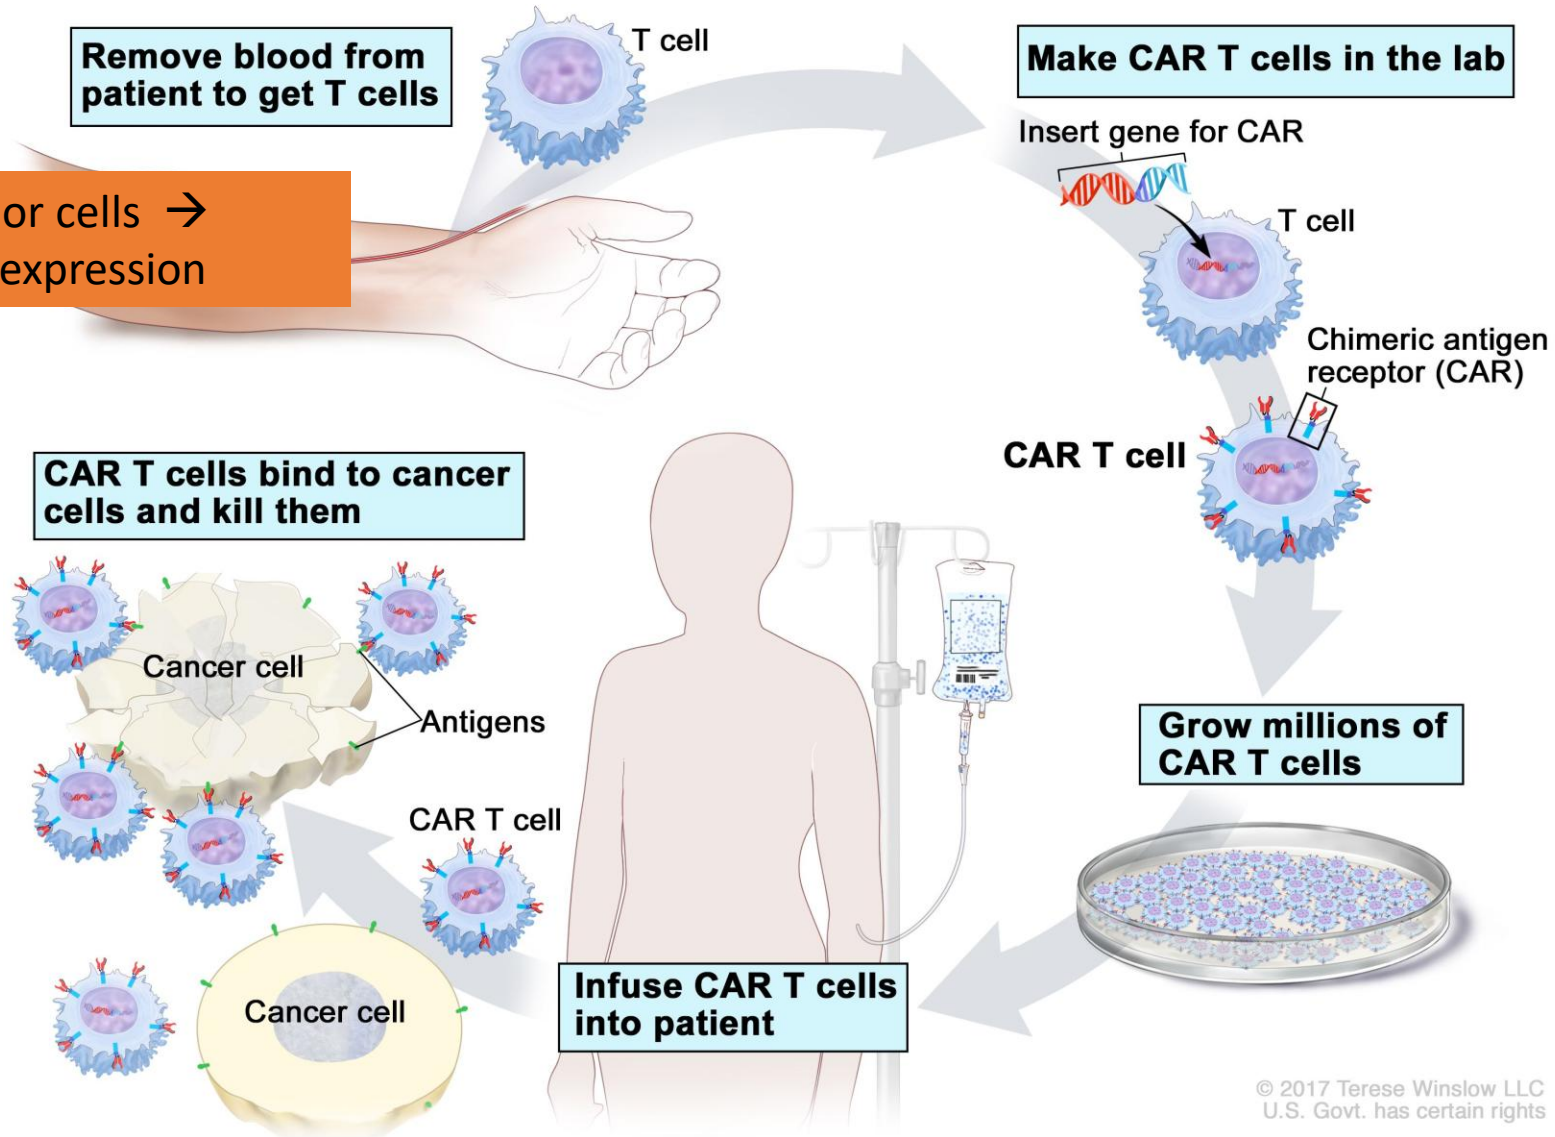 Remove blood from
patient to get T cells
T cell
or cells →
expression
Make CAR T cells in the lab
Insert gene for CAR
T cell
Chimeric antigen
receptor (CAR)
CAR T cell
Grow millions of
CAR T cells
Infuse CAR T cells
into patient
CAR T cell
CAR T cells bind to cancer
cells and kill them
Cancer cell
Antigens
Cancer cell
© 2017 Terese Winslow LLC
U.S. Govt. has certain rights